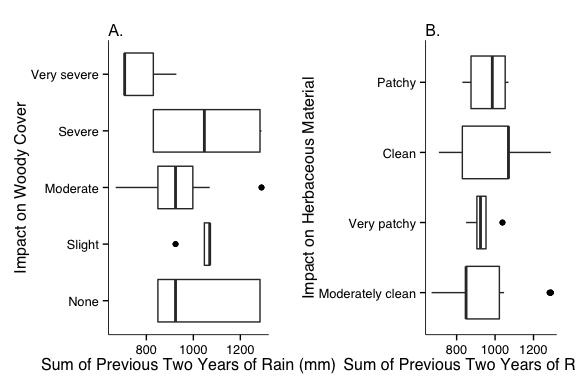 A.
Impact on Woody Cover
Very severe
Severe
Moderate
Slight
None
800 1000 1200
Sum of Previous Two Years of Rain (mm)
B.
Impact on Herbaceous Material
Patchy
Clean
Very patchy
Moderately clean
800 1000 1200
Sum of Previous Two Years of R